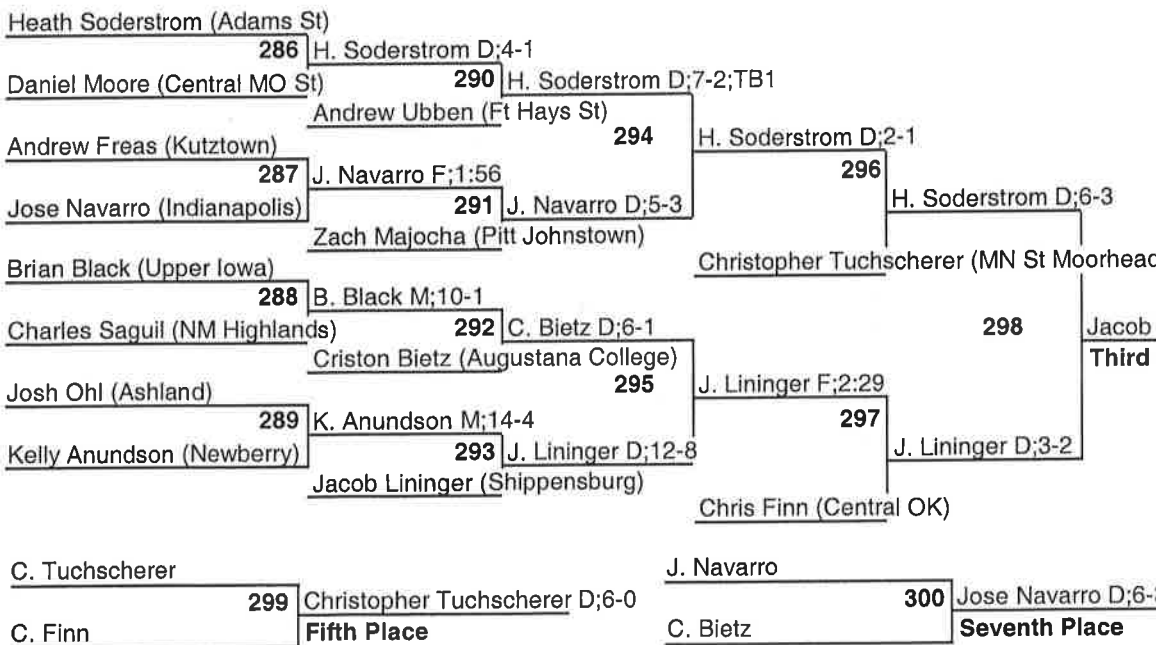 Heath Soderstrom (Adams St)
286
H. Soderstrom D;4-1
Daniel Moore (Central MO St)
290
H. Soderstrom D;7-2;TB1
Andrew Ubben (Ft Hays St)
294
H. Soderstrom D;2-1
Andrew Freas (Kutztown)
287
J. Navarro F;1:56
296
Jose Navarro (Indianapolis)
291
J. Navarro D;5-3
H. Soderstrom D;6-3
Zach Majocha (Pitt Johnstown)
Christopher Tuchscherer (MN St Moorhead
Brian Black (Upper Iowa)
288
B. Black M;10-1
Charles Saguil (NM Highlands)
292
C. Bietz D;6-1
298
Jacob
Third
Criston Bietz (Augustana College)
295
J. Lininger F;2:29
Josh Ohl (Ashland)
289
K. Anundson M;14-4
297
Kelly Anundson (Newberry)
293
J. Lininger D;12-8
J. Lininger D;3-2
Jacob Lininger (Shippensburg)
Chris Finn (Central OK)
C. Tuchscherer
299
Christopher Tuchscherer D;6-0
C. Finn
Fifth Place
J. Navarro
300
Jose Navarro D;6-
C. Bietz
Seventh Place